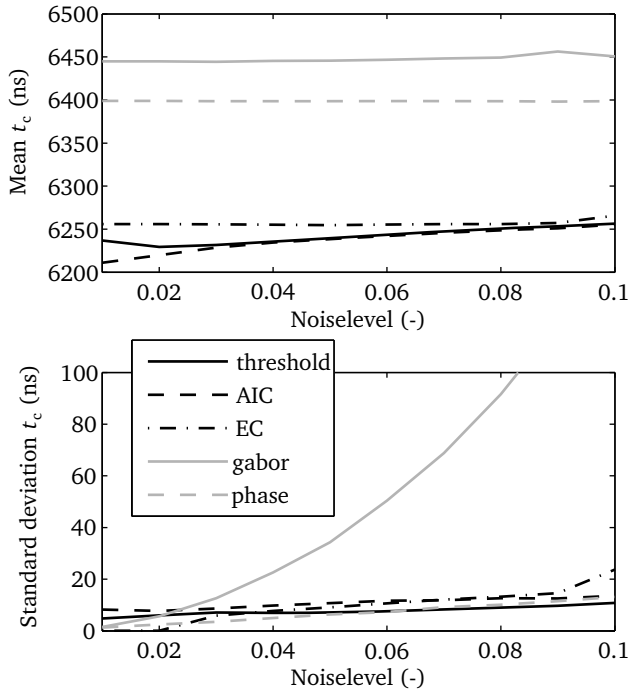 Mean tc (ns)
6500
6450
6400
6350
6300
6250
6200
0.02 0.04 0.06 0.08 0.1
Noiselevel (-)
threshold
AIC
EC
gabor
phase
Standard deviation tc (ns)
100
80
60
40
20
0
0.02 0.04 0.06 0.08 0.1
Noiselevel (-)